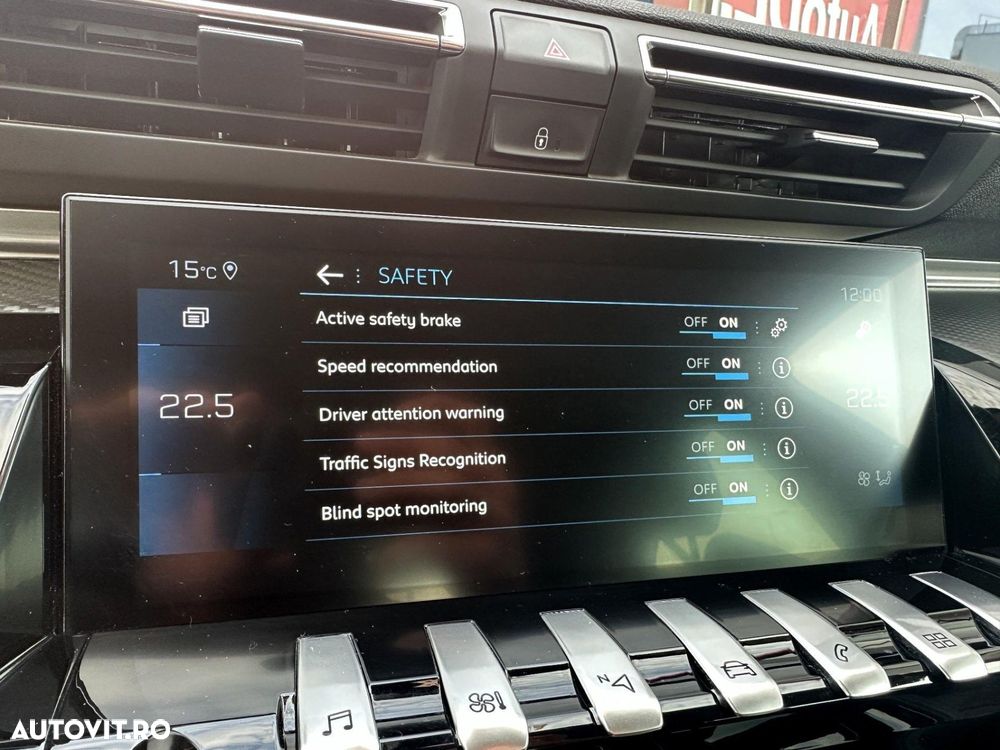 15°C
SAFETY
12:00
Active safety brake OFF ON
Speed recommendation OFF ON
22.5
Driver attention warning OFF ON
22.5
Traffic Signs Recognition OFF ON
Blind spot monitoring OFF ON
N
AUTOVIT.RO